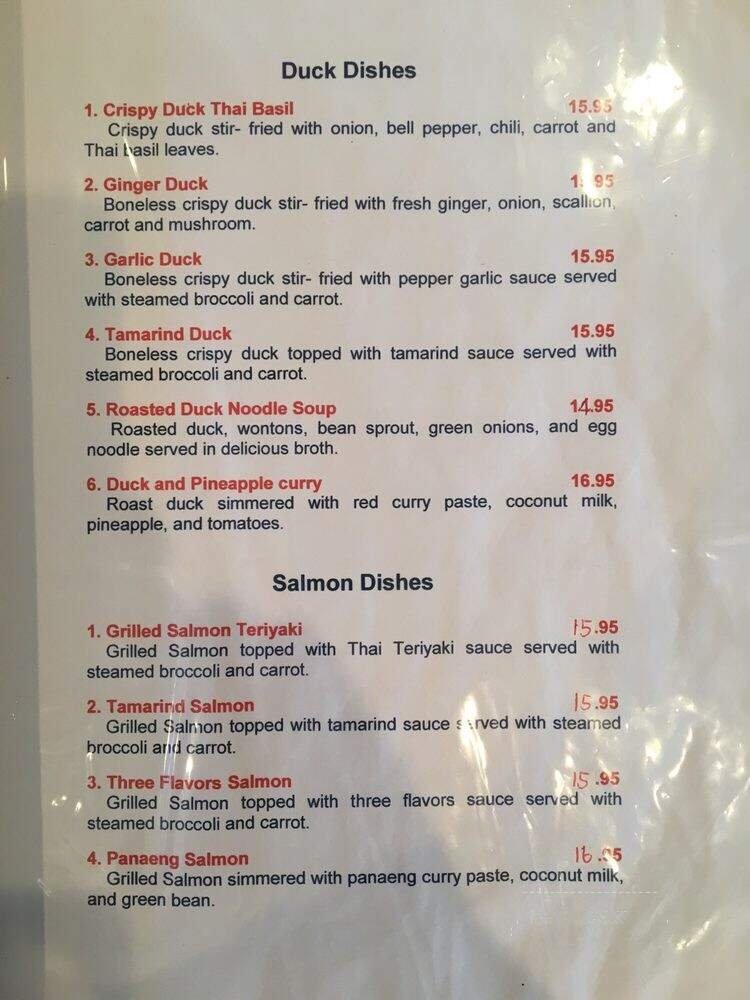 Duck Dishes
1. Crispy Duck Thai Basil 15.95
Crispy duck stir- fried with onion, bell pepper, chili, carrot and
Thai basil leaves.
2. Ginger Duck
Boneless crispy duck stir- fried with fresh ginger, onion, scallion,
carrot and mushroom.
3. Garlic Duck 15.95
Boneless crispy duck stir- fried with pepper garlic sauce served
with steamed broccoli and carrot.
4. Tamarind Duck 15.95
Boneless crispy duck topped with tamarind sauce served with
steamed broccoli and carrot.
5. Roasted Duck Noodle Soup 14.95
Roasted duck, wontons, bean sprout, green onions, and egg
noodle served in delicious broth.
6. Duck and Pineapple curry 16.95
Roast duck simmered with red curry paste, coconut milk,
pineapple, and tomatoes.
Salmon Dishes
1. Grilled Salmon Teriyaki 15.95
Grilled Salmon topped with Thai Teriyaki sauce served with
steamed broccoli and carrot.
2. Tamarind Salmon 15.95
Grilled Salmon topped with tamarind sauce served with steamed
broccoli and carrot.
3. Three Flavors Salmon 15.95
Grilled Salmon topped with three flavors sauce served with
steamed broccoli and carrot.
4. Panaeng Salmon 16.95
Grilled Salmon simmered with panaeng curry paste, coconut milk,
and green bean.